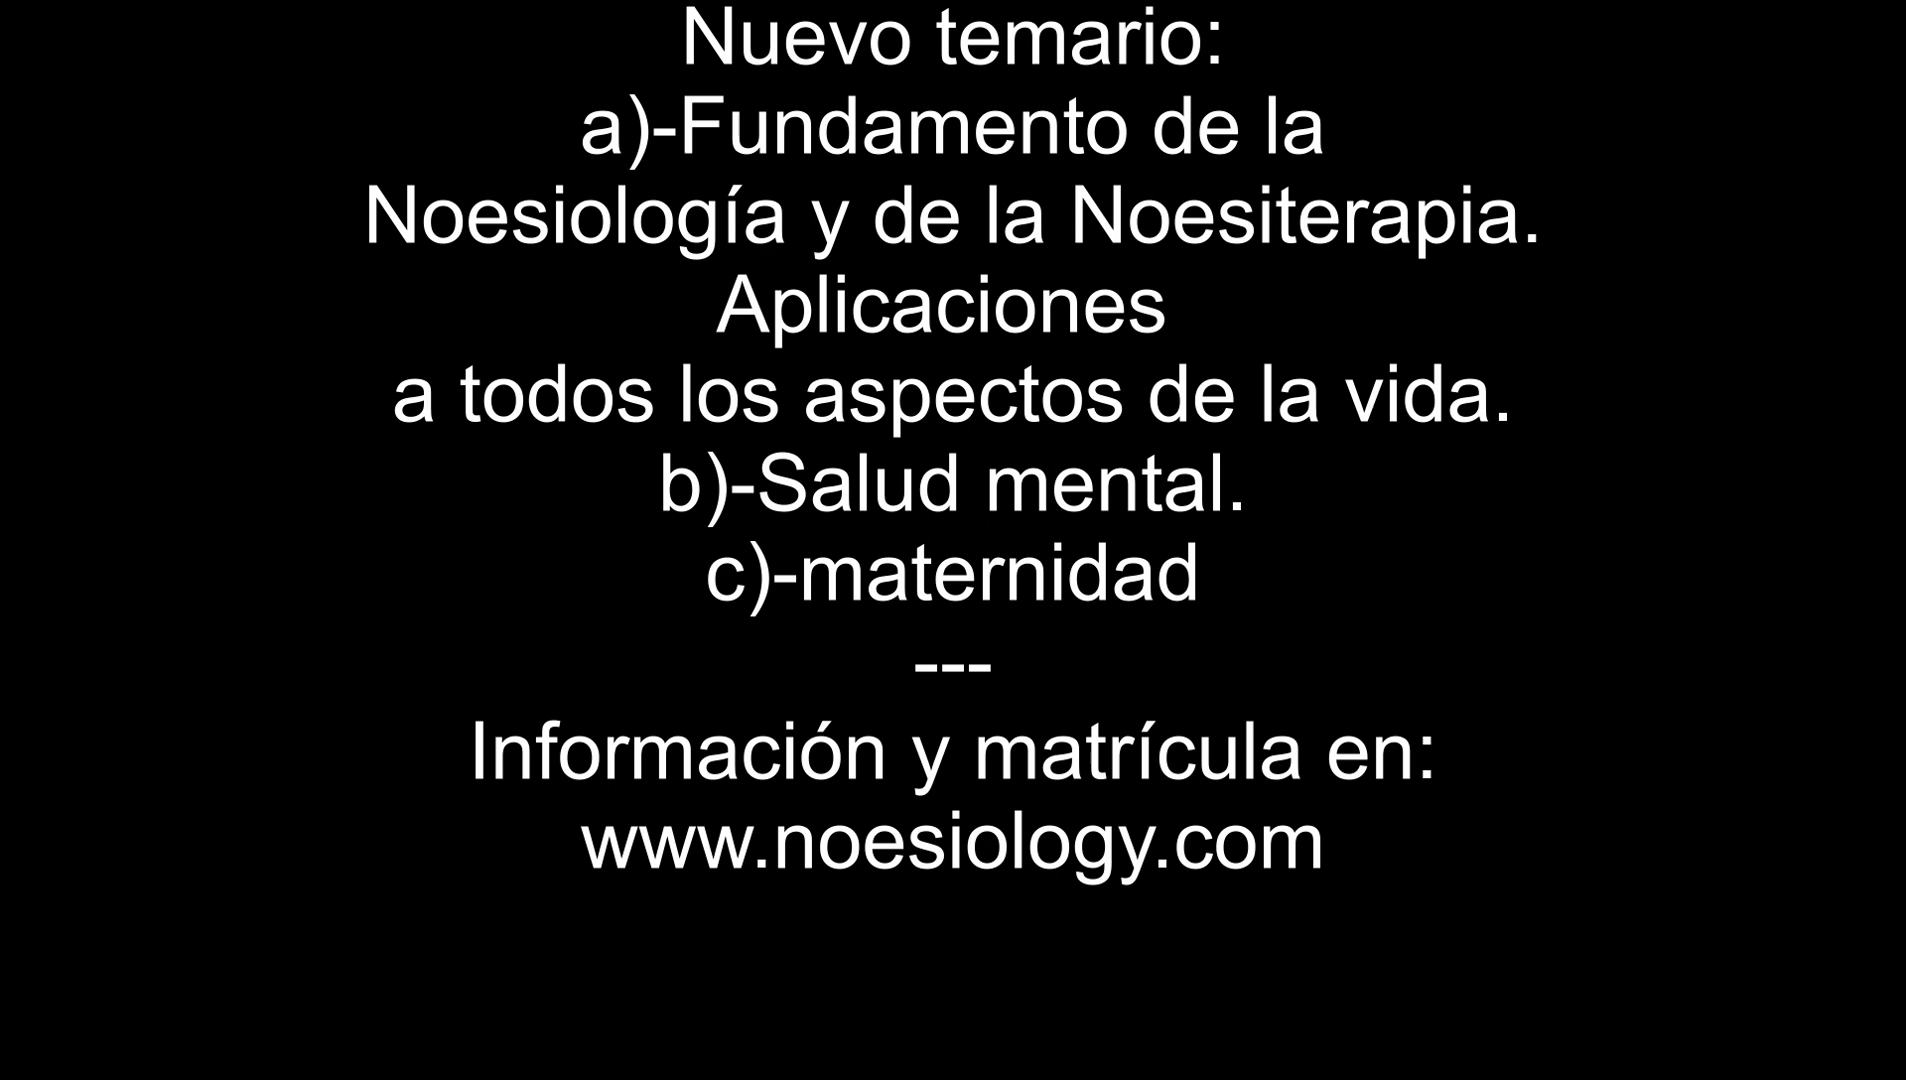 Nuevo temario:
a)-Fundamento de la
Noesiología y de la Noesiterapia.
Aplicaciones
a todos los aspectos de la vida.
b)-Salud mental.
c)-maternidad
---
Información y matrícula en:
www.noesiology.com